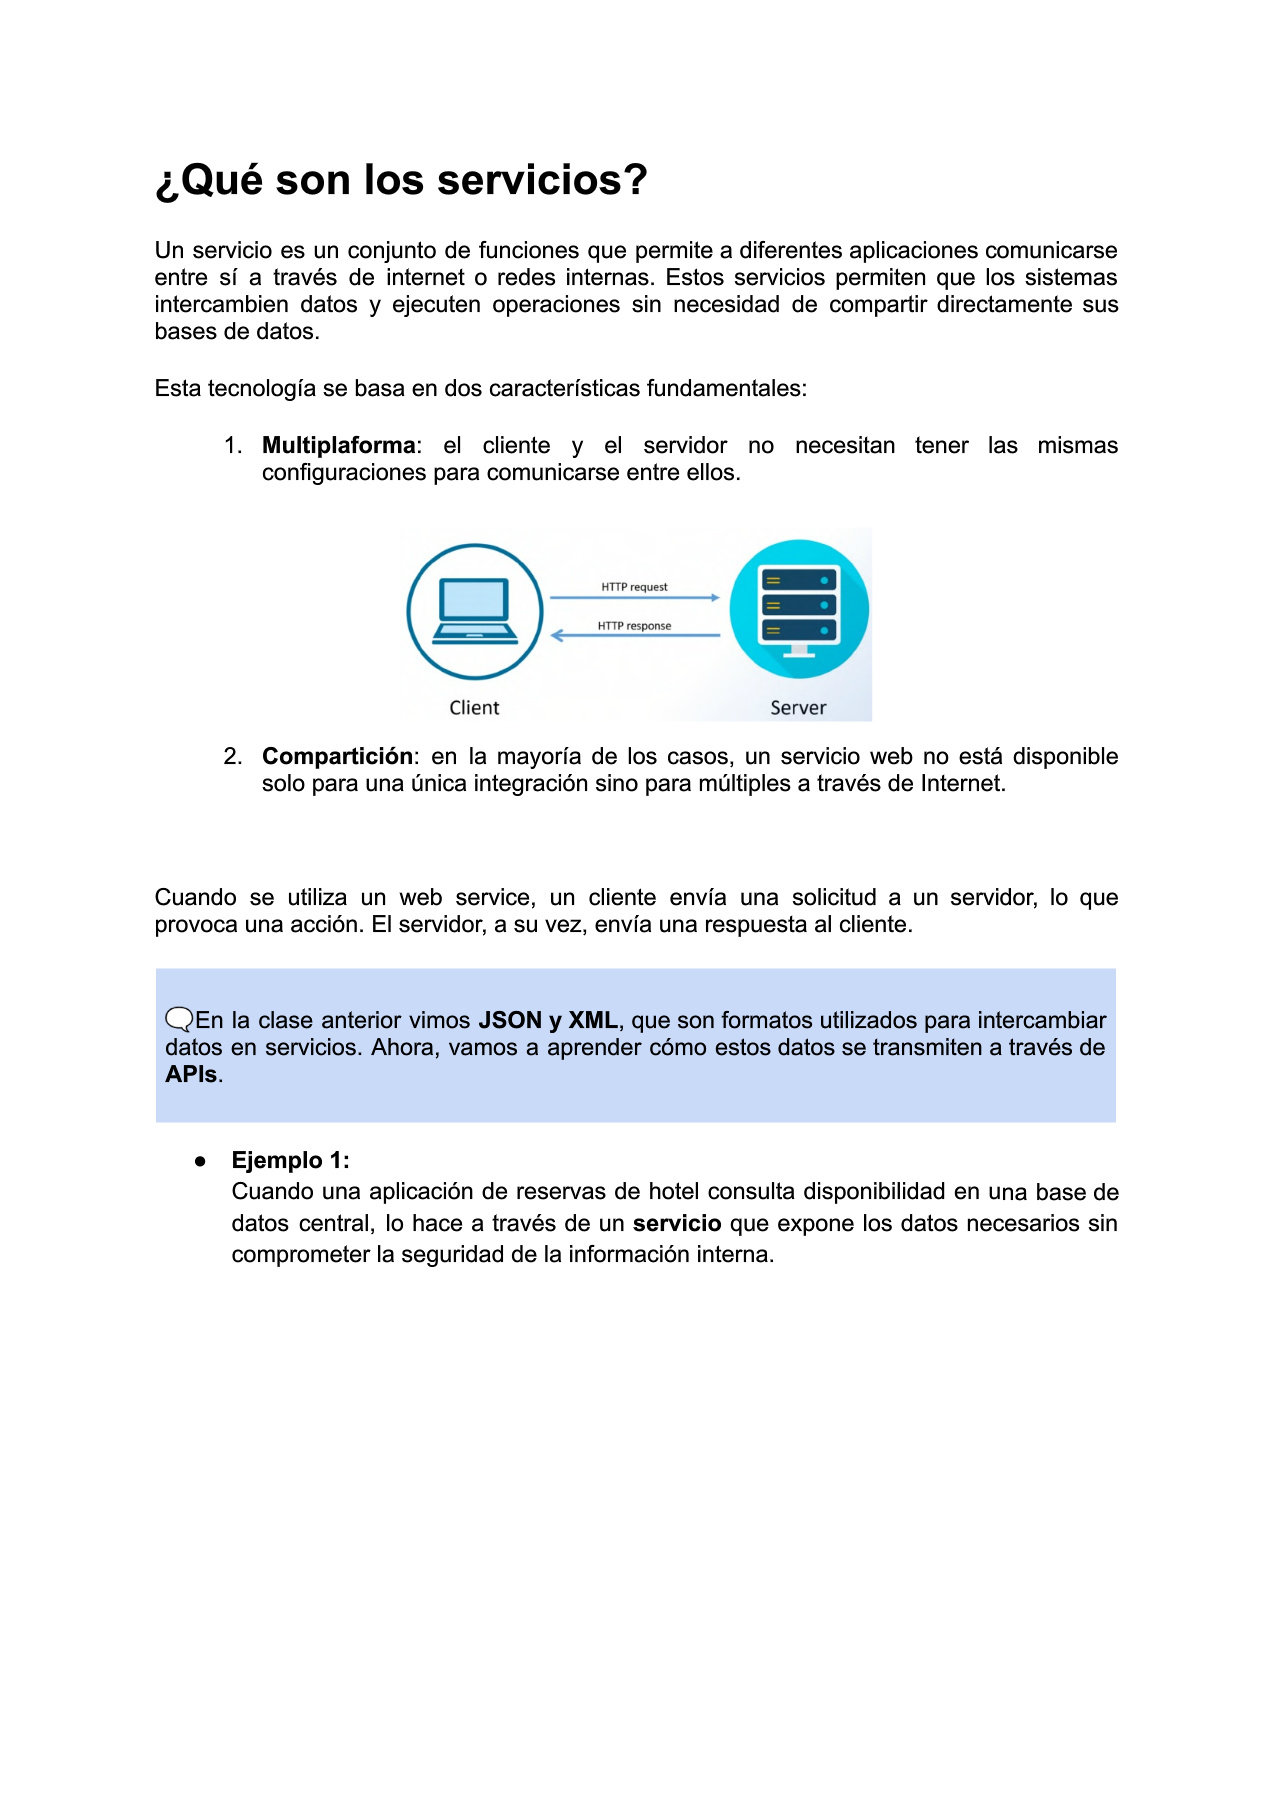 ¿Qué son los servicios?
Un servicio es un conjunto de funciones que permite a diferentes aplicaciones comunicarse
entre sí a través de internet o redes internas. Estos servicios permiten que los sistemas
intercambien datos y ejecuten operaciones sin necesidad de compartir directamente sus
bases de datos.
Esta tecnología se basa en dos características fundamentales:
1. Multiplaforma: el cliente y el servidor no necesitan tener las mismas
configuraciones para comunicarse entre ellos.
HTTP request
HTTP response
Client Server
2. Compartición: en la mayoría de los casos, un servicio web no está disponible
solo para una única integración sino para múltiples a través de Internet.
Cuando se utiliza un web service, un cliente envía una solicitud a un servidor, lo que
provoca una acción. El servidor, a su vez, envía una respuesta al cliente.
🗨️En la clase anterior vimos JSON y XML, que son formatos utilizados para intercambiar
datos en servicios. Ahora, vamos a aprender cómo estos datos se transmiten a través de
APIs.
● Ejemplo 1:
Cuando una aplicación de reservas de hotel consulta disponibilidad en una base de
datos central, lo hace a través de un servicio que expone los datos necesarios sin
comprometer la seguridad de la información interna.